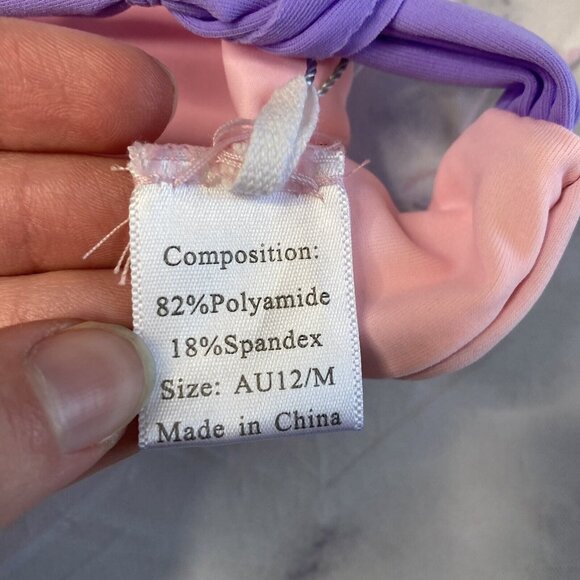 Composition:
82%Polyamide
18%Spandex
Size: AU12/M
Made in China